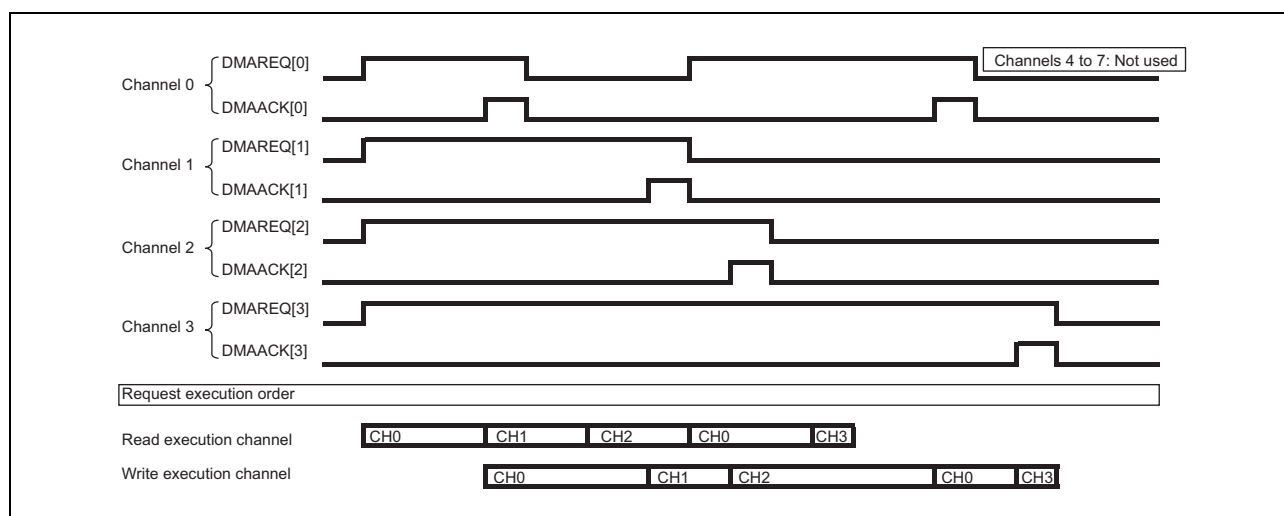 DMAREQ[0]
Channels 4 to 7: Not used
Channel 0
DMAACK[0]
DMAREQ[1]
Channel 1
DMAACK[1]
DMAREQ[2]
Channel 2
DMAACK[2]
DMAREQ[3]
Channel 3
DMAACK[3]
Request execution order
Read execution channel CH0 CH1 CH2 CH0 CH3
Write execution channel CH0 CH1 CH2 CH0 CH3